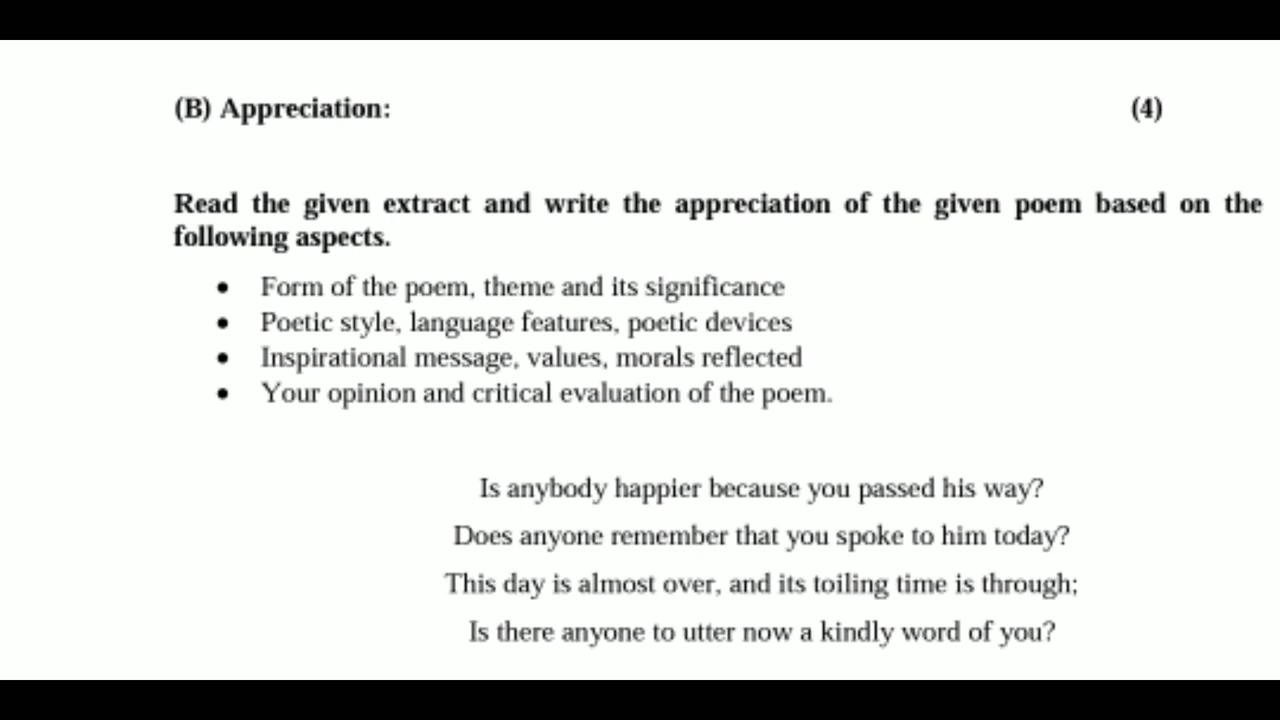 (B) Appreciation: (4)
Read the given extract and write the appreciation of the given poem based on the
following aspects.
• Form of the poem, theme and its significance
• Poetic style, language features, poetic devices
• Inspirational message, values, morals reflected
• Your opinion and critical evaluation of the poem.
Is anybody happier because you passed his way?
Does anyone remember that you spoke to him today?
This day is almost over, and its toiling time is through;
Is there anyone to utter now a kindly word of you?